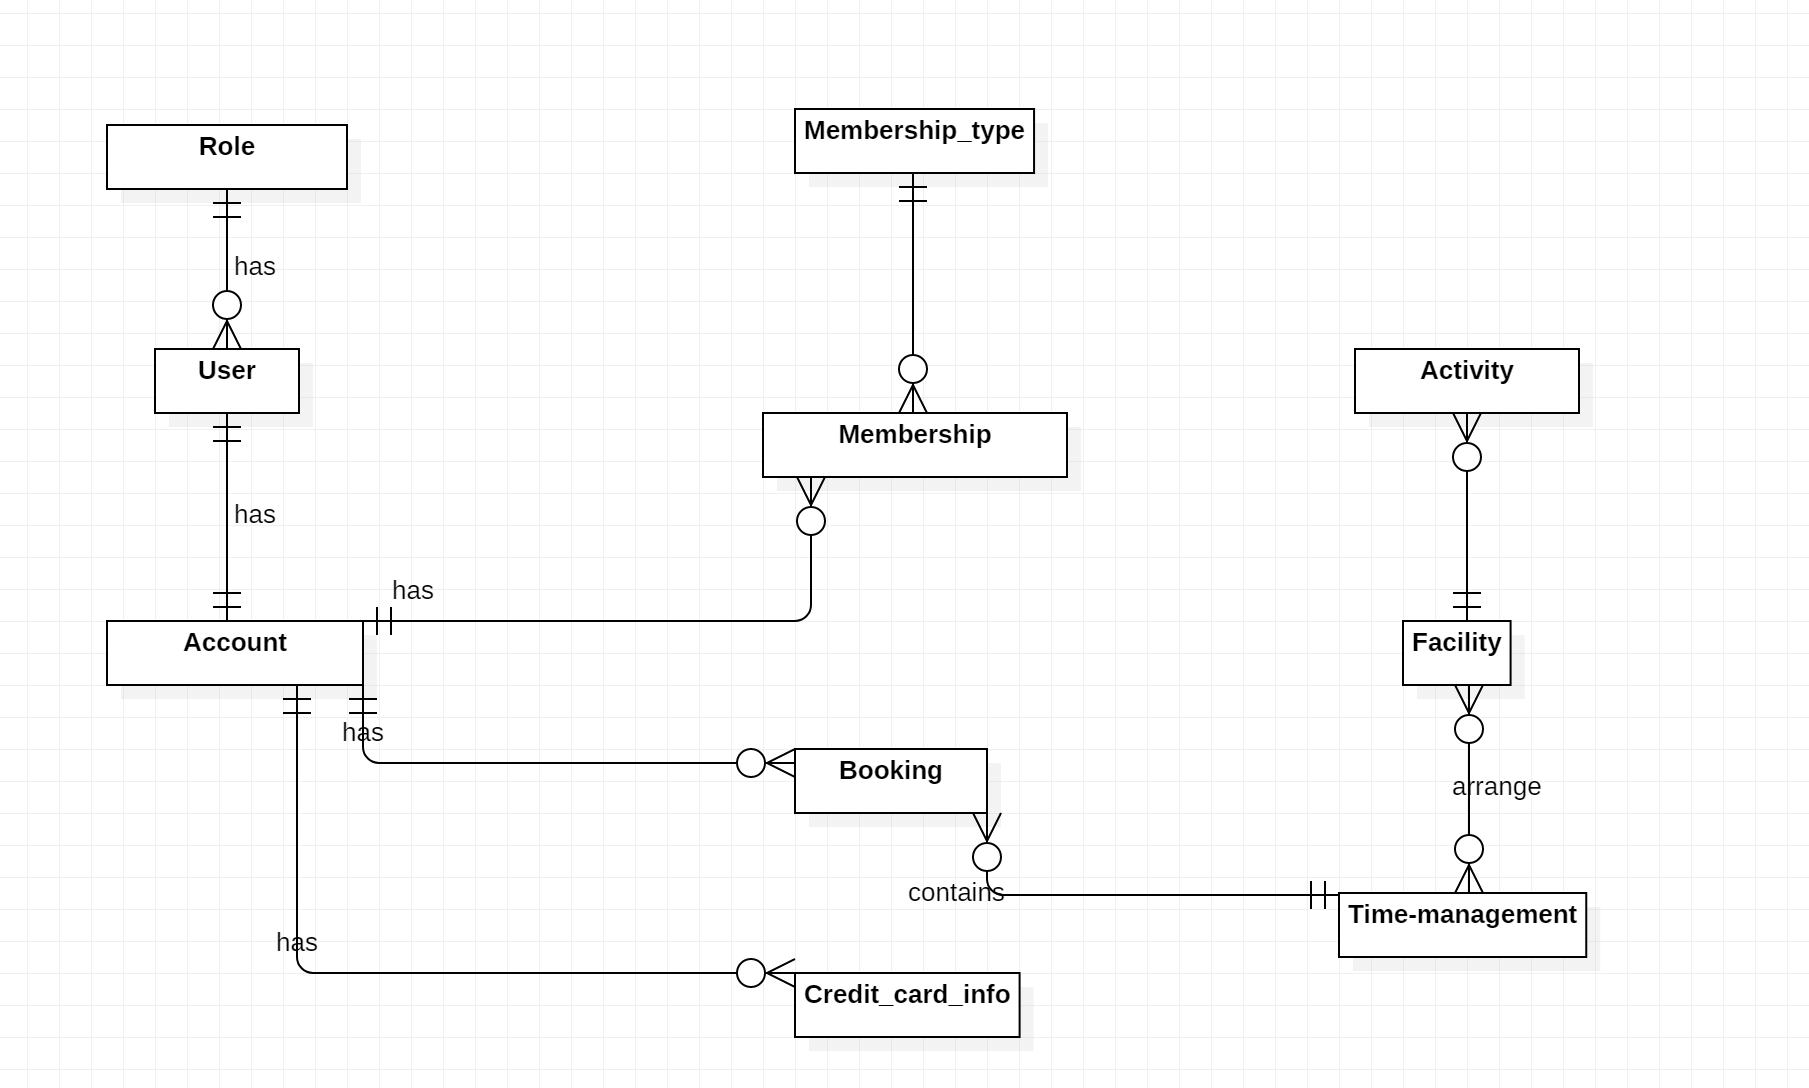 Membership_type
Role
has
User
Activity
Membership
has
has
Account
Facility
has
Booking
arrange
contains
Time-management
has
Credit_card_info